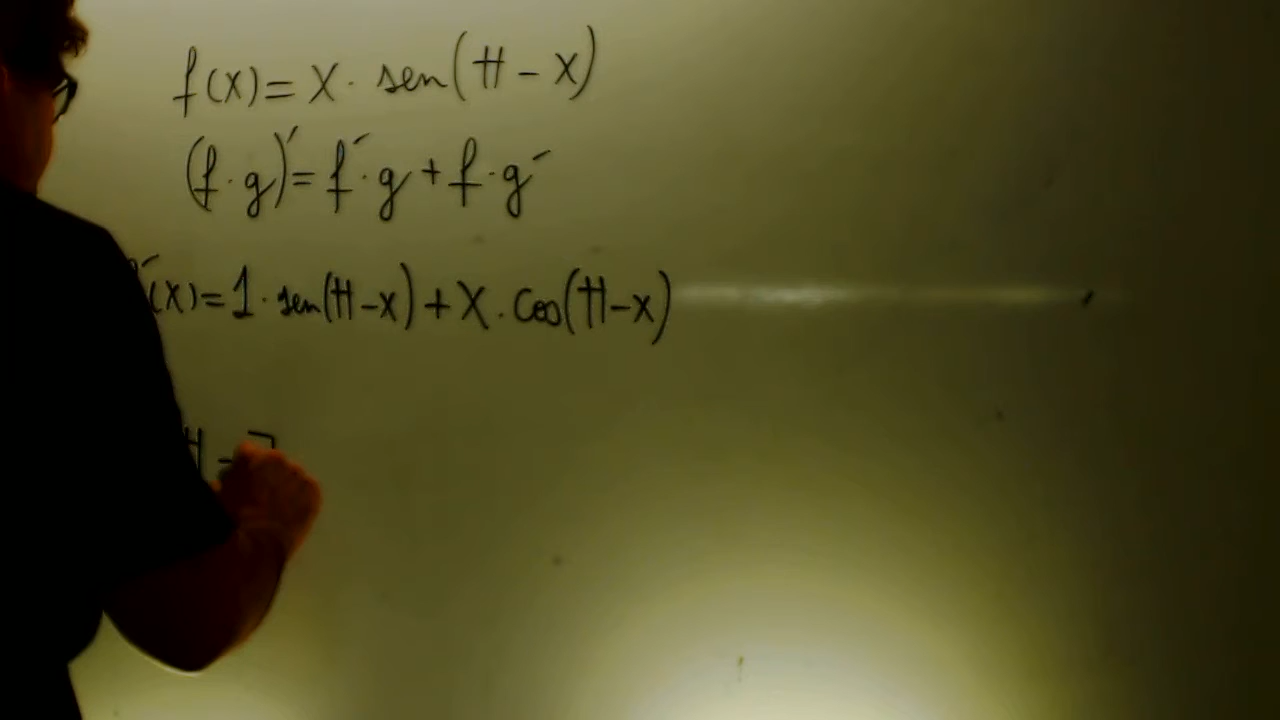 f(x) = x · sen(π - x)
(f · g)´ = f´ · g + f · g´
´(x) = 1 · sen(π - x) + x · cos(π - x)